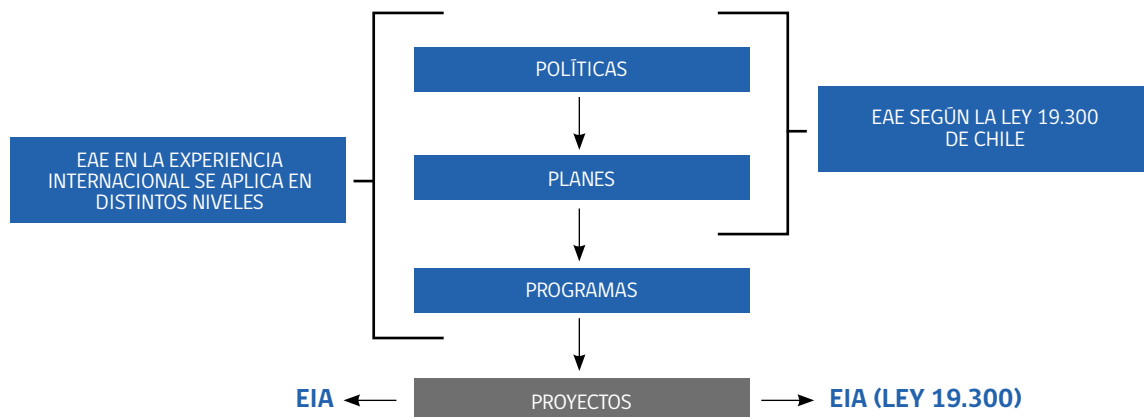 POLÍTICAS
EAE SEGÚN LA LEY 19.300
DE CHILE
EAE EN LA EXPERIENCIA
INTERNACIONAL SE APLICA EN
DISTINTOS NIVELES
PLANES
PROGRAMAS
EIA
PROYECTOS
EIA (LEY 19.300)